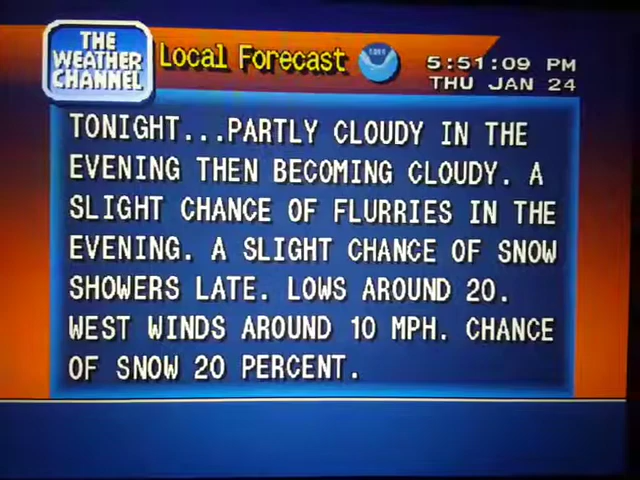 THE
WEATHER
CHANNEL
Local Forecast
5:51:09 PM
THU JAN 24
TONIGHT...PARTLY CLOUDY IN THE
EVENING THEN BECOMING CLOUDY. A
SLIGHT CHANCE OF FLURRIES IN THE
EVENING. A SLIGHT CHANCE OF SNOW
SHOWERS LATE. LOWS AROUND 20.
WEST WINDS AROUND 10 MPH. CHANCE
OF SNOW 20 PERCENT.